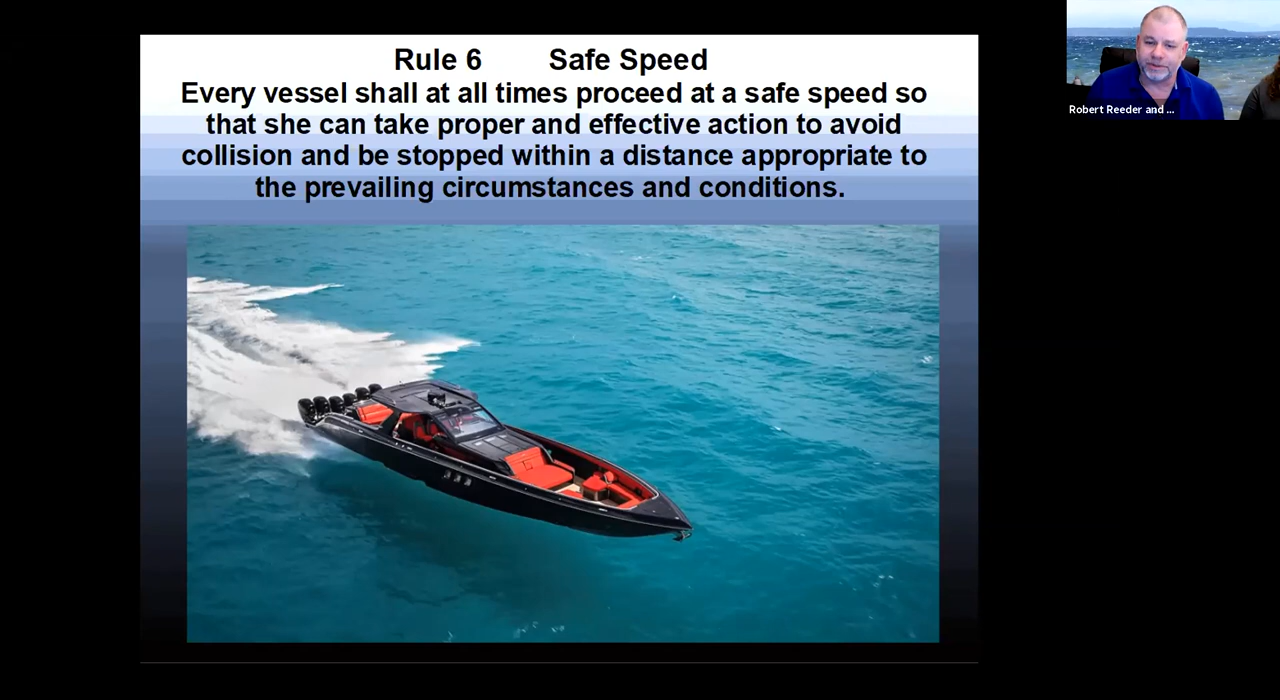 Rule 6 Safe Speed
Every vessel shall at all times proceed at a safe speed so
that she can take proper and effective action to avoid
collision and be stopped within a distance appropriate to
the prevailing circumstances and conditions.
Robert Reeder and ...